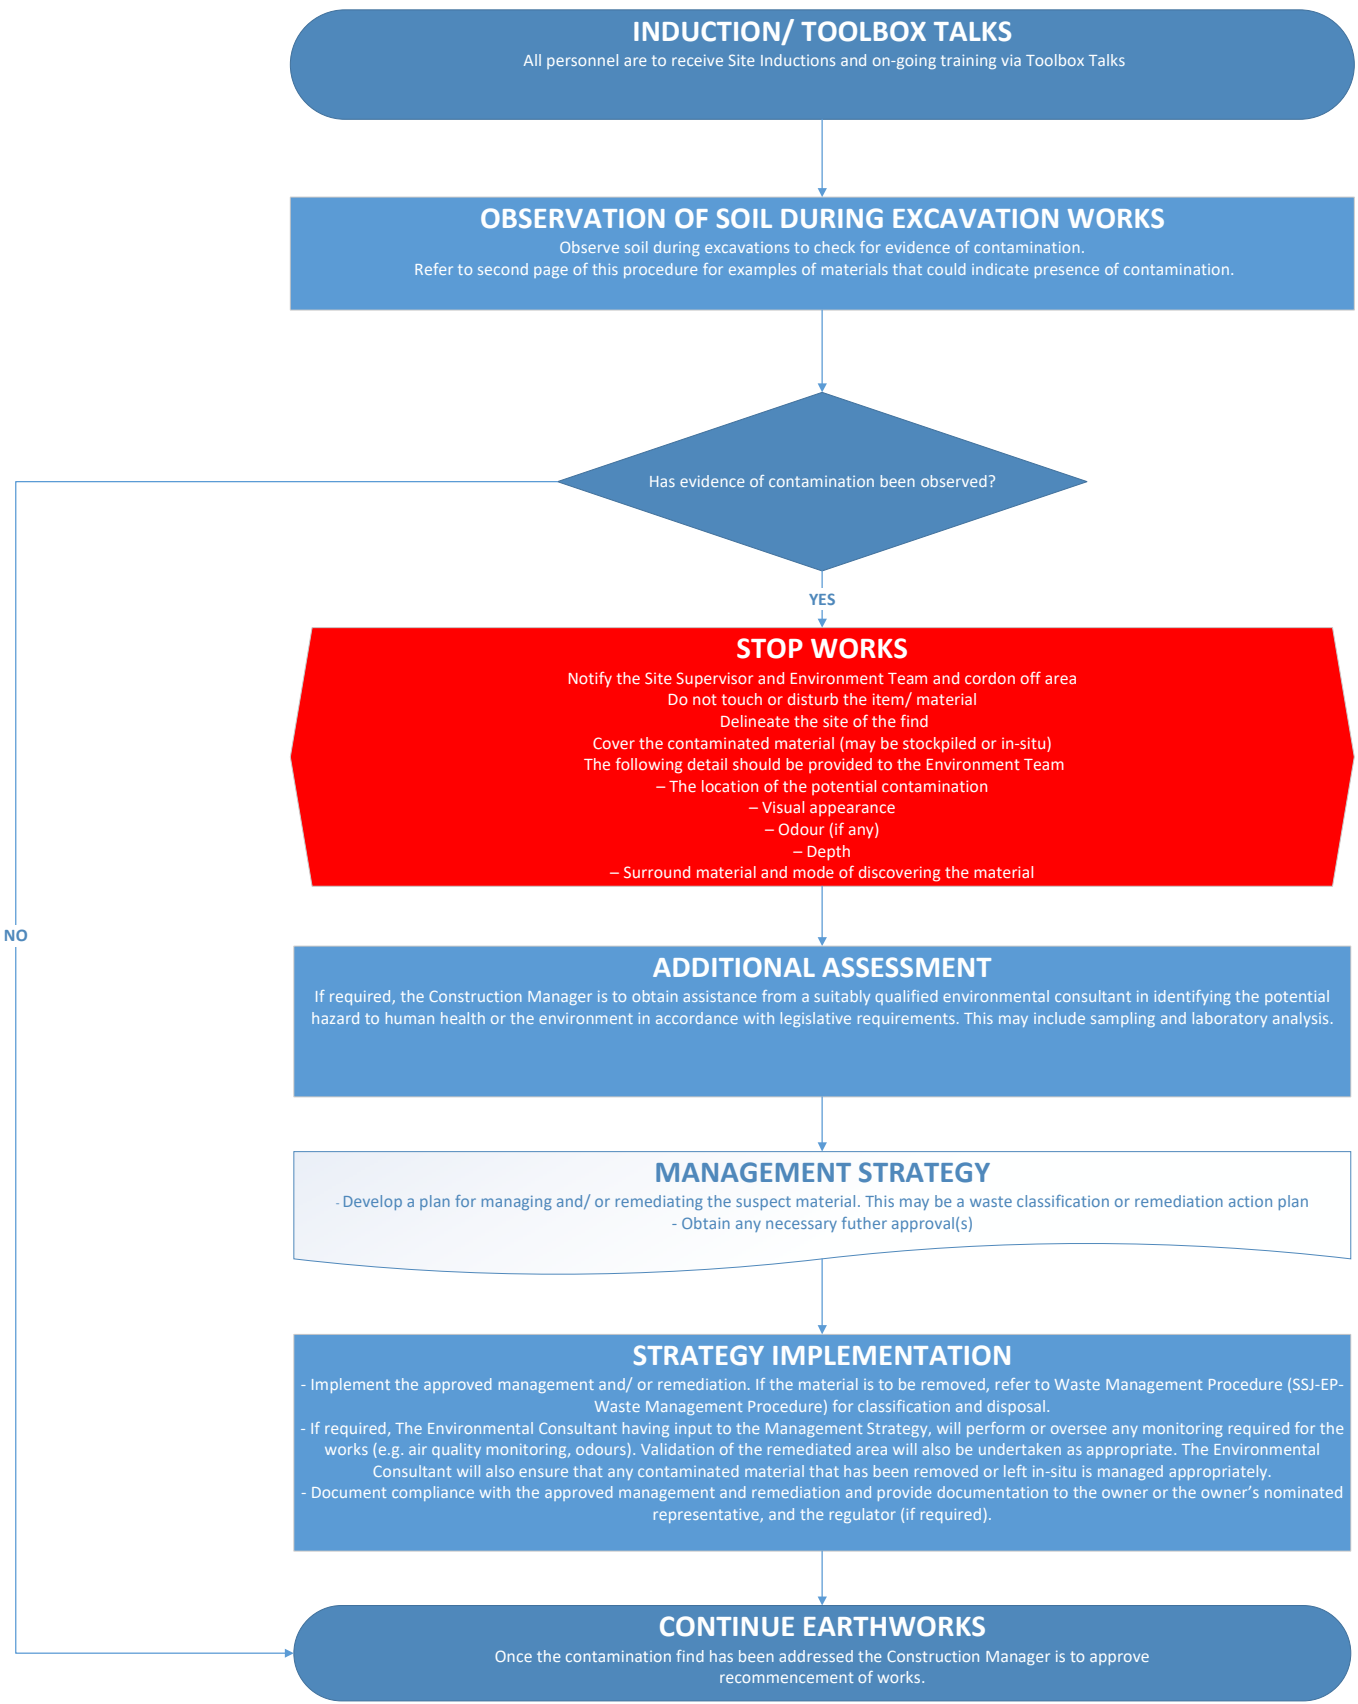 INDUCTION/ TOOLBOX TALKS
All personnel are to receive Site Inductions and on-going training via Toolbox Talks
OBSERVATION OF SOIL DURING EXCAVATION WORKS
Observe soil during excavations to check for evidence of contamination.
Refer to second page of this procedure for examples of materials that could indicate presence of contamination.
Has evidence of contamination been observed?
YES
STOP WORKS
Notify the Site Supervisor and Environment Team and cordon off area
Do not touch or disturb the item/ material
Delineate the site of the find
Cover the contaminated material (may be stockpiled or in-situ)
The following detail should be provided to the Environment Team
– The location of the potential contamination
– Visual appearance
– Odour (if any)
– Depth
– Surround material and mode of discovering the material
NO
ADDITIONAL ASSESSMENT
If required, the Construction Manager is to obtain assistance from a suitably qualified environmental consultant in identifying the potential
hazard to human health or the environment in accordance with legislative requirements. This may include sampling and laboratory analysis.
MANAGEMENT STRATEGY
- Develop a plan for managing and/ or remediating the suspect material. This may be a waste classification or remediation action plan
- Obtain any necessary futher approval(s)
STRATEGY IMPLEMENTATION
- Implement the approved management and/ or remediation. If the material is to be removed, refer to Waste Management Procedure (SSJ-EP-
Waste Management Procedure) for classification and disposal.
- If required, The Environmental Consultant having input to the Management Strategy, will perform or oversee any monitoring required for the
works (e.g. air quality monitoring, odours). Validation of the remediated area will also be undertaken as appropriate. The Environmental
Consultant will also ensure that any contaminated material that has been removed or left in-situ is managed appropriately.
- Document compliance with the approved management and remediation and provide documentation to the owner or the owner’s nominated
representative, and the regulator (if required).
CONTINUE EARTHWORKS
Once the contamination find has been addressed the Construction Manager is to approve
recommencement of works.